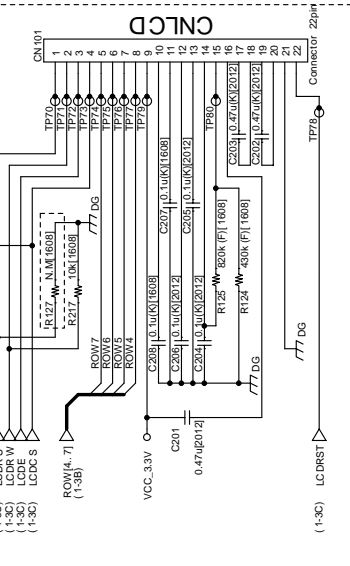 CNLCD
CN101
Connector 22pin
1 2 3 4 5 6 7 8 9 10 11 12 13 14 15 16 17 18 19 20 21 22
TP70
TP71
TP72
TP73
TP74
TP75
TP76
TP77
TP79
TP80
TP78
C203 0.47u(K)[2012]
C202 0.47u(K)[2012]
C207 0.1u(K)[1608]
C205 0.1u(K)[2012]
R127 N.M[1608]
R217 10k[1608]
DG
ROW7
ROW6
ROW5
ROW4
C208 0.1u(K)[1608]
C206 0.1u(K)[2012]
C204 0.1u(K)[2012]
R125 820k (F)[1608]
R124 430k (F)[1608]
DG
DG
C201
0.47u[2012]
VCC_3.3V
ROW[4..7]
(1-3B)
LCDR W
(1-3C)
LCDE
(1-3C)
LCDC S
(1-3C)
LCDRST
(1-3C)